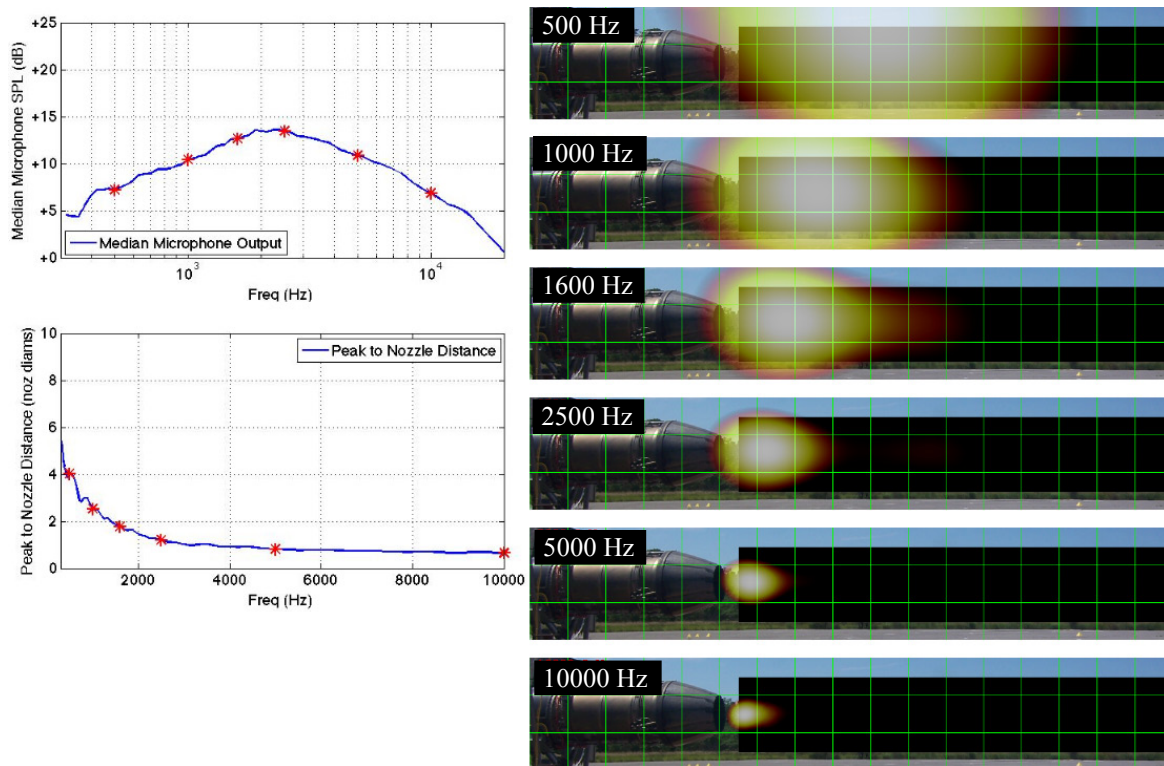 +25
+20
+15
+10
+5
+0
Median Microphone SPL (dB)
Median Microphone Output
10³
10⁴
Freq (Hz)
10
8
6
4
2
0
Peak to Nozzle Distance (noz diams)
Peak to Nozzle Distance
2000
4000
6000
8000
10000
Freq (Hz)
500 Hz
1000 Hz
1600 Hz
2500 Hz
5000 Hz
10000 Hz